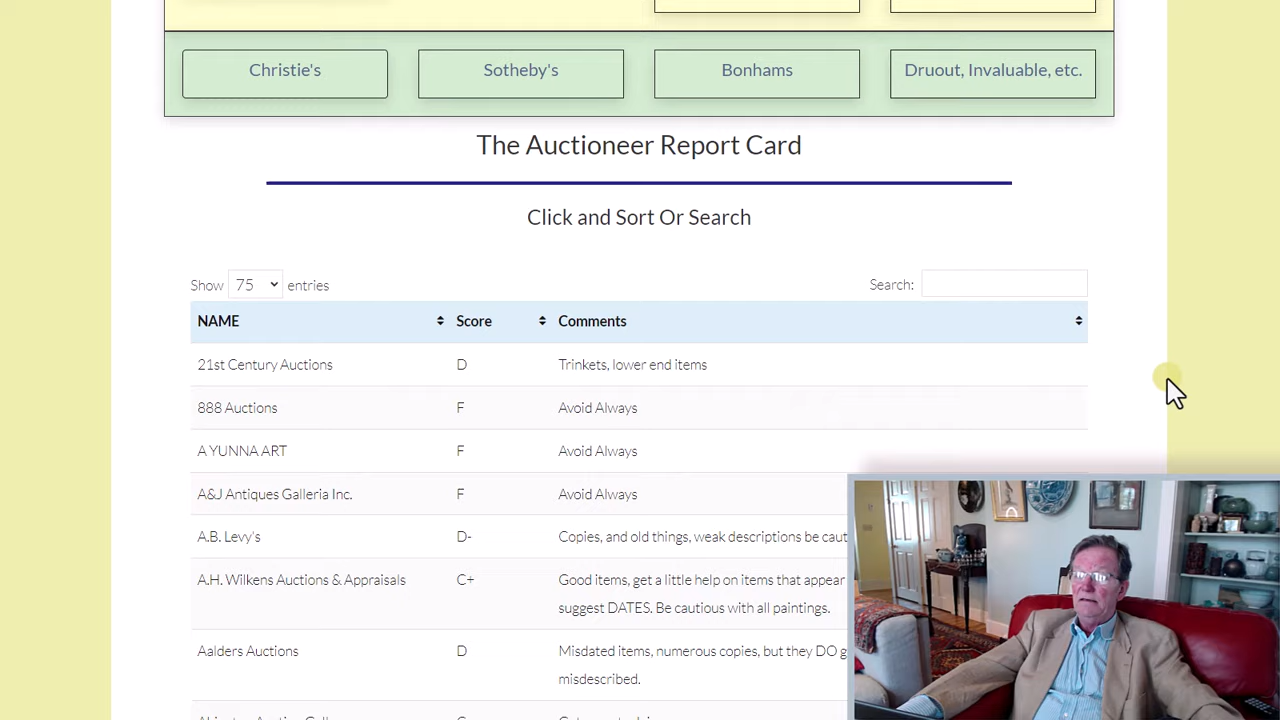 Christie's
Sotheby's
Bonhams
Druout, Invaluable, etc.
The Auctioneer Report Card
Click and Sort Or Search
Show 75 entries
Search:
NAME Score Comments
21st Century Auctions D Trinkets, lower end items
888 Auctions F Avoid Always
A YUNNA ART F Avoid Always
A&J Antiques Galleria Inc. F Avoid Always
A.B. Levy's D- Copies, and old things, weak descriptions be
A.H. Wilkens Auctions & Appraisals C+ Good items, get a little help on items that appear
suggest DATES. Be cautious with all paintings.
Aalders Auctions D Misdated items, numerous copies, but they DO
misdescribed.